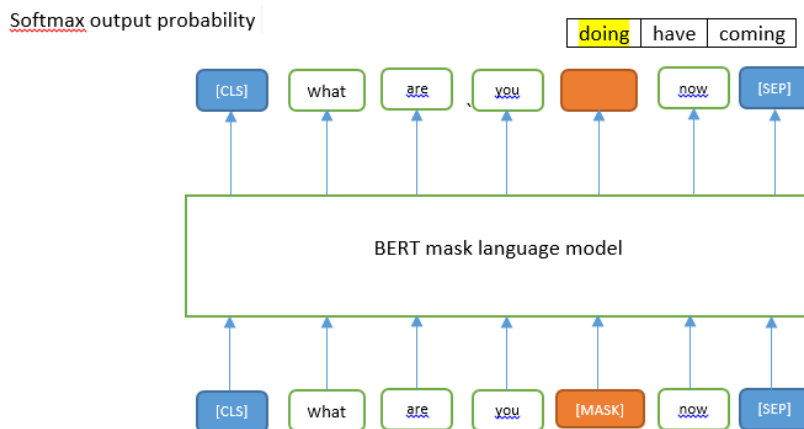 Softmax output probability
doing have coming
[CLS] what are you now [SEP]
BERT mask language model
[CLS] what are you [MASK] now [SEP]